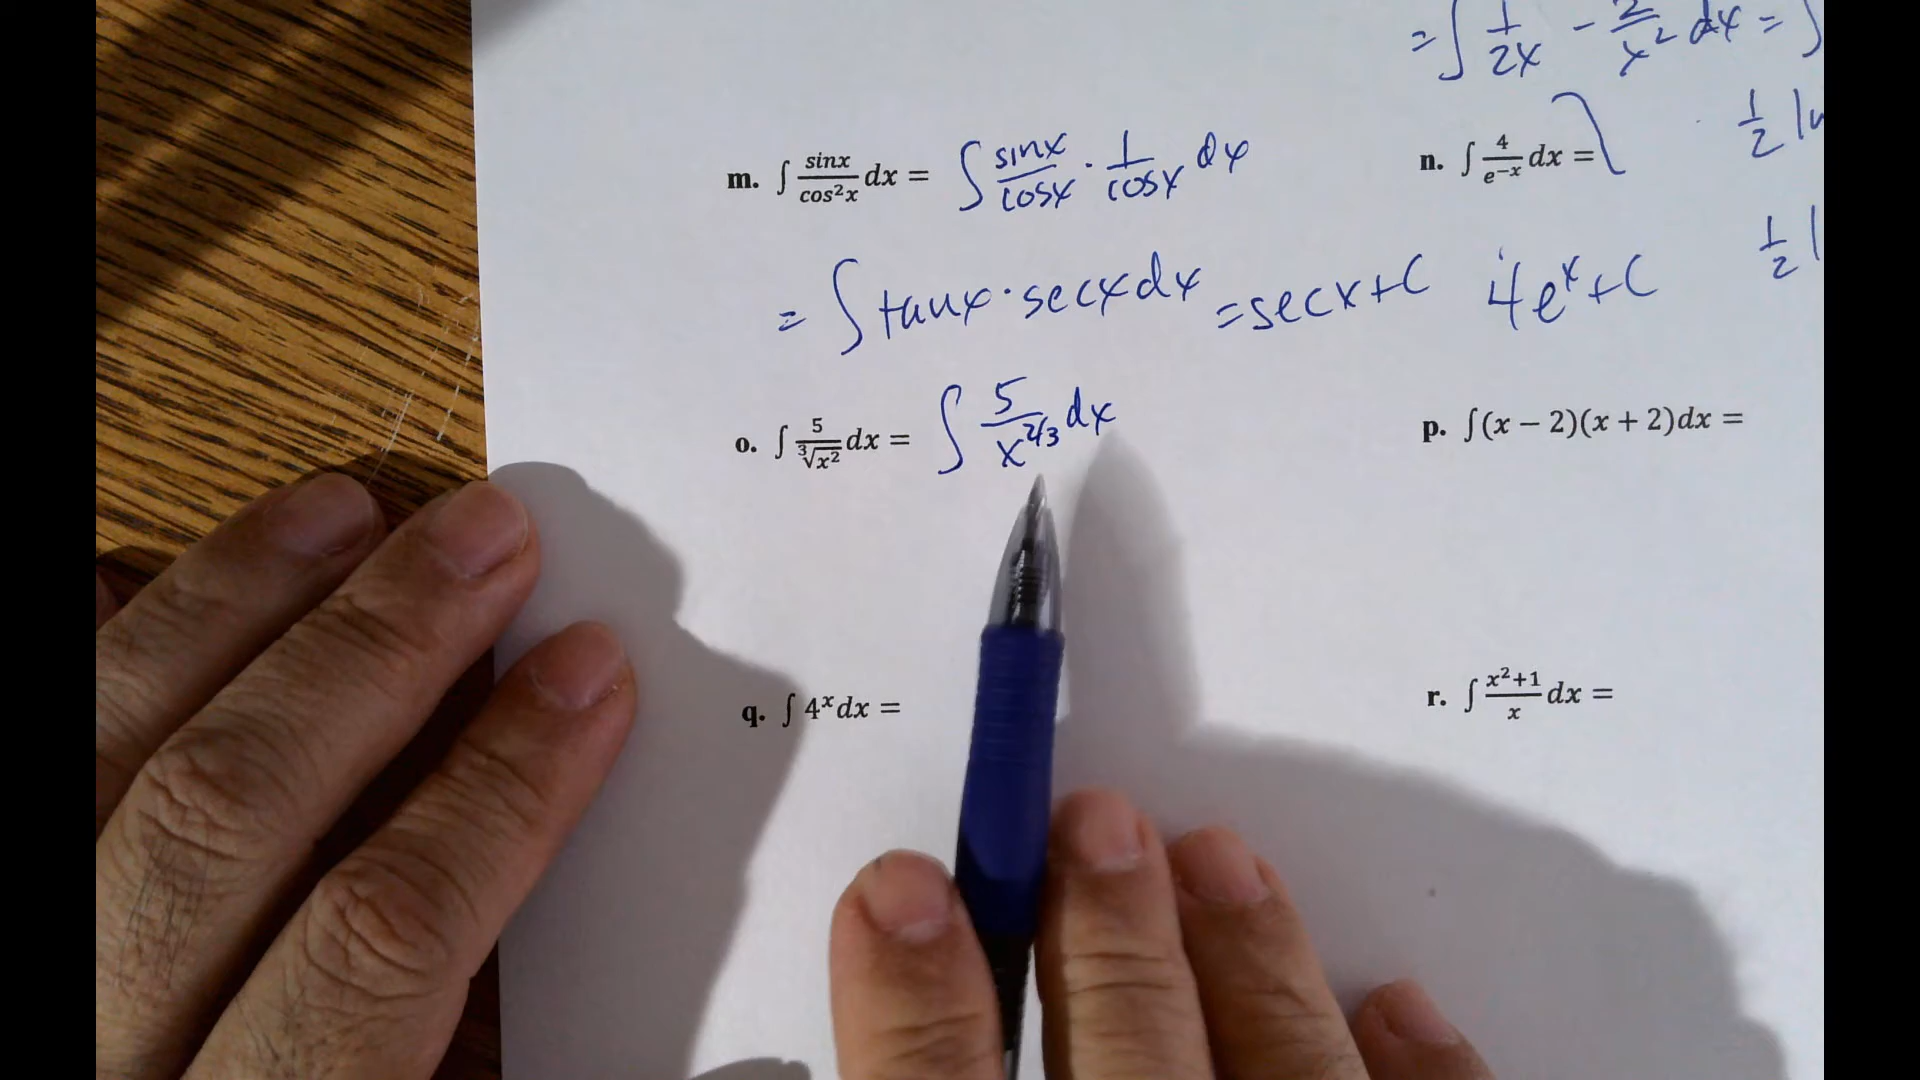 = ∫ 1/2x - 2/x² dx = ∫
1/2 ln
m. ∫ sinx/cos²x dx = ∫ sinx/cosx · 1/cosx dx
n. ∫ 4/e⁻ˣ dx =
= ∫ tanx · secx dx = secx + C
4eˣ + C
1/2 |
o. ∫ 5/∛x² dx = ∫ 5/x^(2/3) dx
p. ∫(x − 2)(x + 2)dx =
q. ∫ 4ˣdx =
r. ∫ x²+1/x dx =